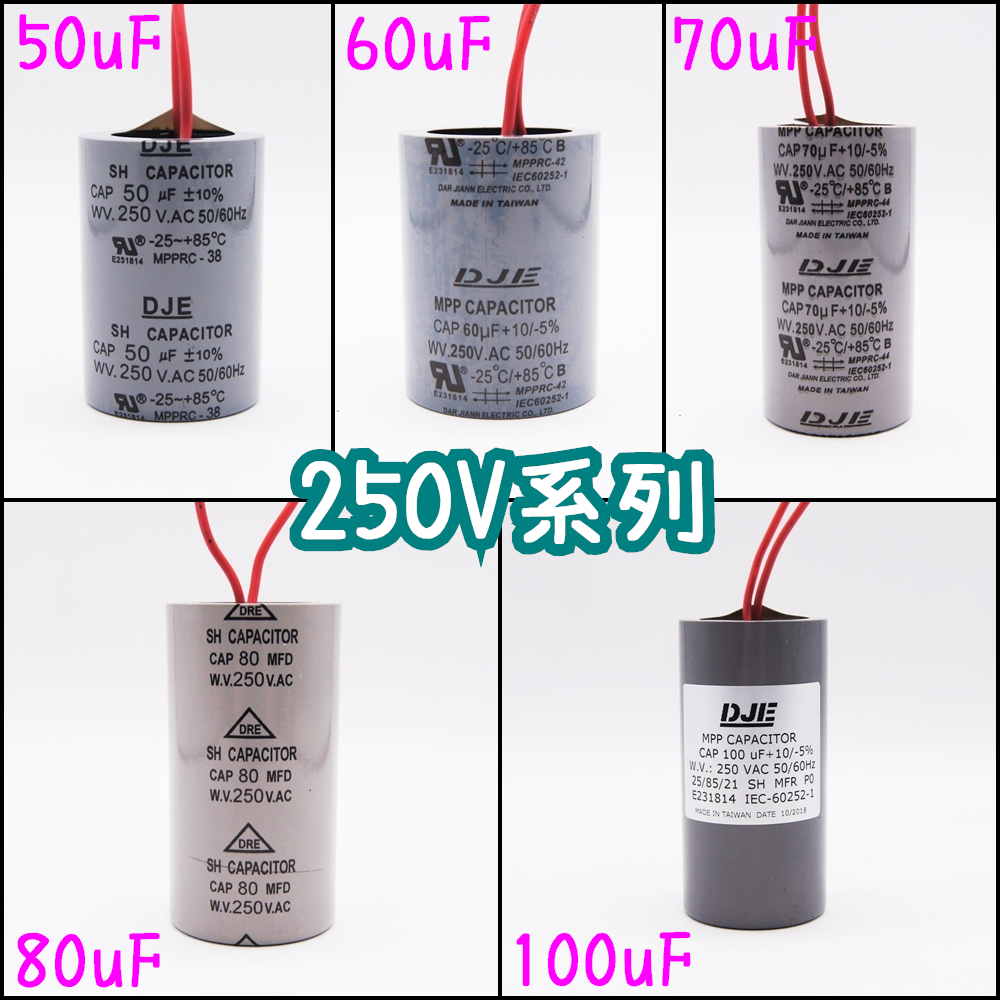 50uF
DJE
SH CAPACITOR
CAP 50 μF ±10%
WV. 250 V.AC 50/60Hz
-25~+85°C
E231814
MPPRC - 38
DJE
SH CAPACITOR
CAP 50 μF ±10%
WV. 250 V.AC 50/60Hz
-25~+85°C
E231814
MPPRC - 38
60uF
-25°C/+85°C B
MPPRC-42
E231814
IEC60252-1
DAR JIANN ELECTRIC CO., LTD.
MADE IN TAIWAN
DJE
MPP CAPACITOR
CAP 60μF+10/-5%
WV.250V.AC 50/60Hz
-25°C/+85°C B
MPPRC-42
E231814
IEC60252-1
DAR JIANN ELECTRIC CO., LTD.
70uF
MPP CAPACITOR
CAP70μF+10/-5%
WV.250V.AC 50/60Hz
-25°C/+85°C B
MPPRC-44
E231814
IEC60252-1
DAR JIANN ELECTRIC CO., LTD.
MADE IN TAIWAN
DJE
MPP CAPACITOR
CAP70μF+10/-5%
WV.250V.AC 50/60Hz
-25°C/+85°C B
MPPRC-44
E231814
IEC60252-1
DAR JIANN ELECTRIC CO., LTD.
MADE IN TAIWAN
DJE
250V系列
DRE
SH CAPACITOR
CAP 80 MFD
W.V.250V.AC
DRE
SH CAPACITOR
CAP 80 MFD
W.V.250V.AC
DRE
SH CAPACITOR
CAP 80 MFD
W.V.250V.AC
80uF
DJE
MPP CAPACITOR
CAP 100 uF+10/-5%
W.V.: 250 VAC 50/60Hz
25/85/21 SH MFR P0
E231814 IEC-60252-1
MADE IN TAIWAN DATE 10/2018
100uF